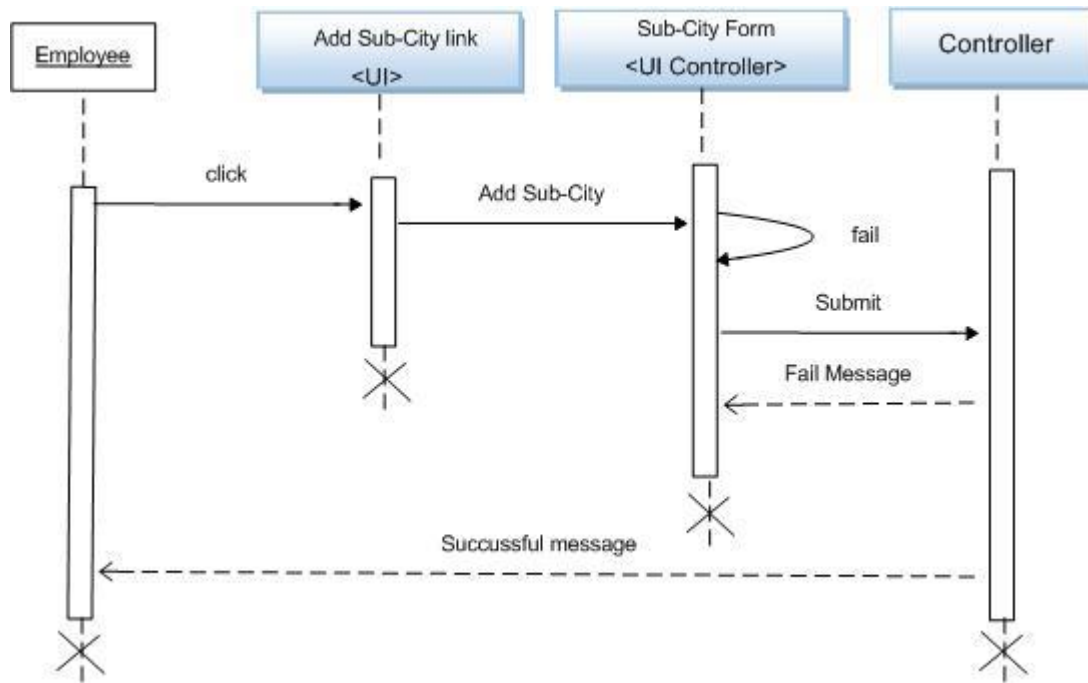 Employee
Add Sub-City link
<UI>
Sub-City Form
<UI Controller>
Controller
click
Add Sub-City
fail
Submit
Fail Message
Succussful message